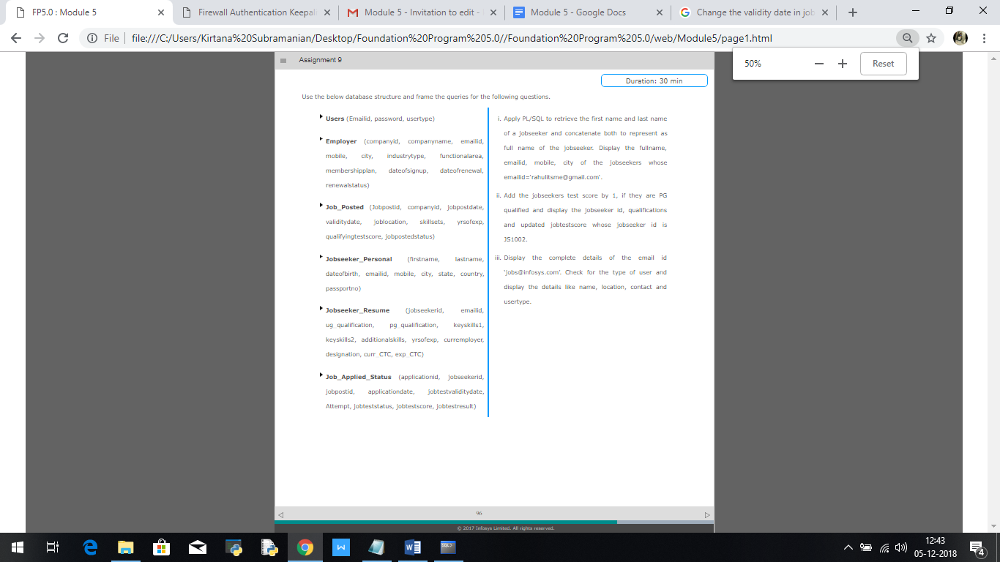 FP5.0 : Module 5
Firewall Authentication Keepal
Module 5 - Invitation to edit -
Module 5 - Google Docs
Change the validity date in job
File
file:///C:/Users/Kirtana%20Subramanian/Desktop/Foundation%20Program%205.0//Foundation%20Program%205.0/web/Module5/page1.html
50%
Reset
Assignment 9
Duration: 30 min
Use the below database structure and frame the queries for the following questions.
Users (Emailid, password, usertype)
Employer (companyid, companyname, emailid,
mobile, city, industrytype, functionalarea,
membershipplan, dateofsignup, dateofrenewal,
renewalstatus)
Job_Posted (Jobpostid, companyid, jobpostdate,
validitydate, joblocation, skillsets, yrsofexp,
qualifyingtestscore, jobpostedstatus)
Jobseeker_Personal (firstname, lastname,
dateofbirth, emailid, mobile, city, state, country,
passportno)
Jobseeker_Resume (jobseekerid, emailid,
ug_qualification, pg_qualification, keyskills1,
keyskills2, additionalskills, yrsofexp, curremployer,
designation, curr_CTC, exp_CTC)
Job_Applied_Status (applicationid, jobseekerid,
jobpostid, applicationdate, jobtestvaliditydate,
Attempt, jobteststatus, jobtestscore, jobtestresult)
i. Apply PL/SQL to retrieve the first name and last name
of a jobseeker and concatenate both to represent as
full name of the jobseeker. Display the fullname,
emailid, mobile, city of the jobseekers whose
emailid='rahulitsme@gmail.com'.
ii. Add the jobseekers test score by 1, if they are PG
qualified and display the jobseeker id, qualifications
and updated jobtestscore whose jobseeker id is
JS1002.
iii. Display the complete details of the email id
'jobs@infosys.com'. Check for the type of user and
display the details like name, location, contact and
usertype.
96
© 2017 Infosys Limited. All rights reserved.
12:43
05-12-2018
4